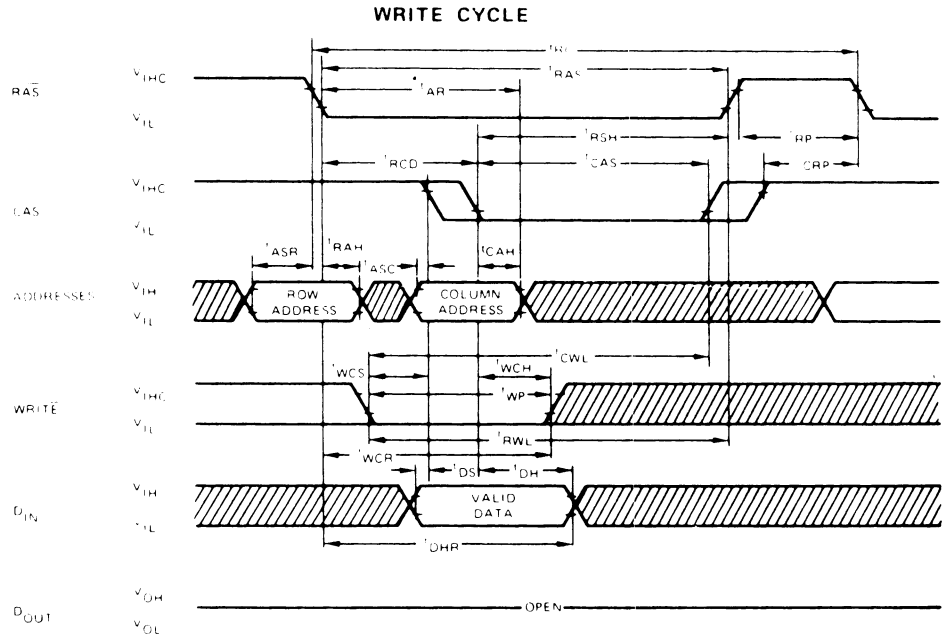 WRITE CYCLE
tRC
VIHC
tRAS
RAS
tAR
VIL
tRSH
tRP
tRCD
tCAS
CRP
VIHC
CAS
VIL
tASR
tRAH
tASC
tCAH
ADDRESSES
VIH
ROW ADDRESS
COLUMN ADDRESS
VIL
tCWL
tWCS
tWCH
VIHC
tWP
WRITE
VIL
tRWL
tWCR
tDS
tDH
VIH
VALID DATA
DIN
VIL
tDHR
VOH
OPEN
DOUT
VOL